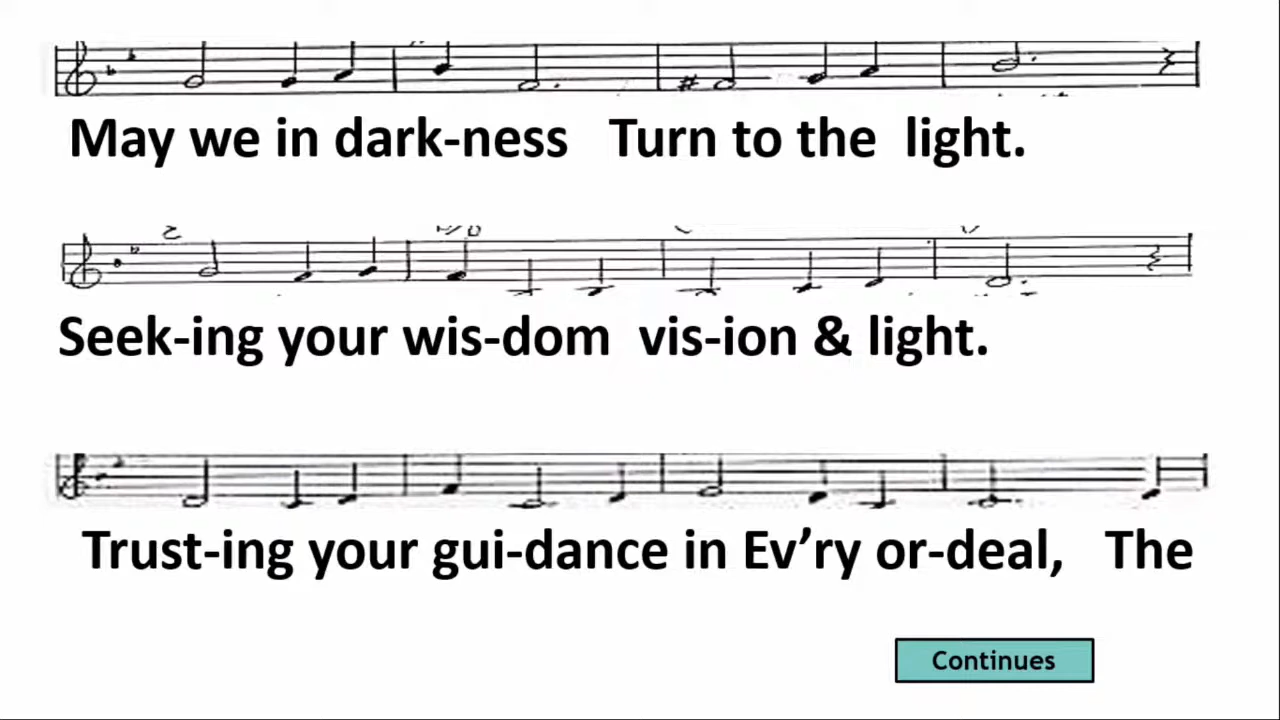 May we in dark-ness Turn to the light.
Seek-ing your wis-dom vis-ion & light.
Trust-ing your gui-dance in Ev’ry or-deal, The
Continues